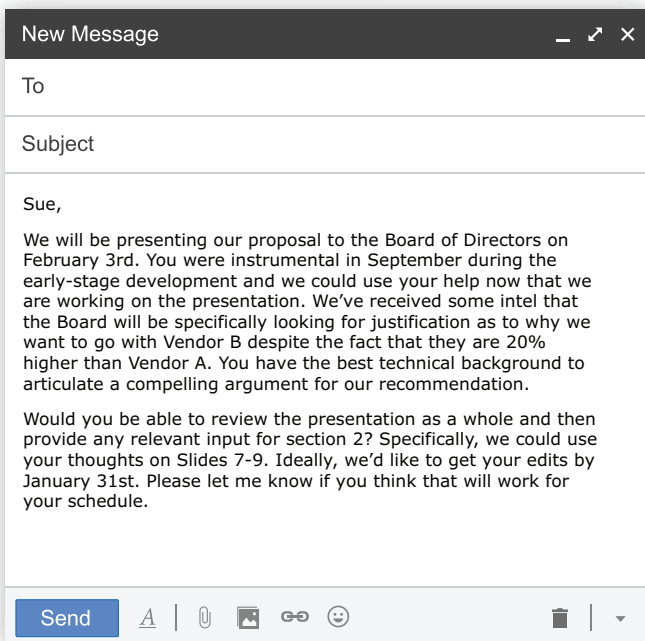 New Message
To
Subject
Sue,
We will be presenting our proposal to the Board of Directors on
February 3rd. You were instrumental in September during the
early-stage development and we could use your help now that we
are working on the presentation. We’ve received some intel that
the Board will be specifically looking for justification as to why we
want to go with Vendor B despite the fact that they are 20%
higher than Vendor A. You have the best technical background to
articulate a compelling argument for our recommendation.
Would you be able to review the presentation as a whole and then
provide any relevant input for section 2? Specifically, we could use
your thoughts on Slides 7-9. Ideally, we’d like to get your edits by
January 31st. Please let me know if you think that will work for
your schedule.
Send A